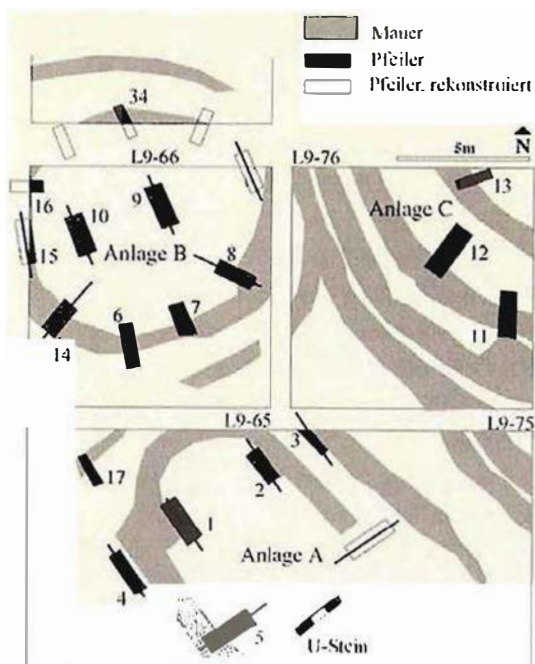 Mauer
Pfeiler
Pfeiler, rekonstruiert
34
L9-66
L9-76
5m
N
16
10
9
13
Anlage C
15
Anlage B
8
12
14
6
7
11
L9-65
L9-75
17
2
3
1
Anlage A
4
5
U-Stein